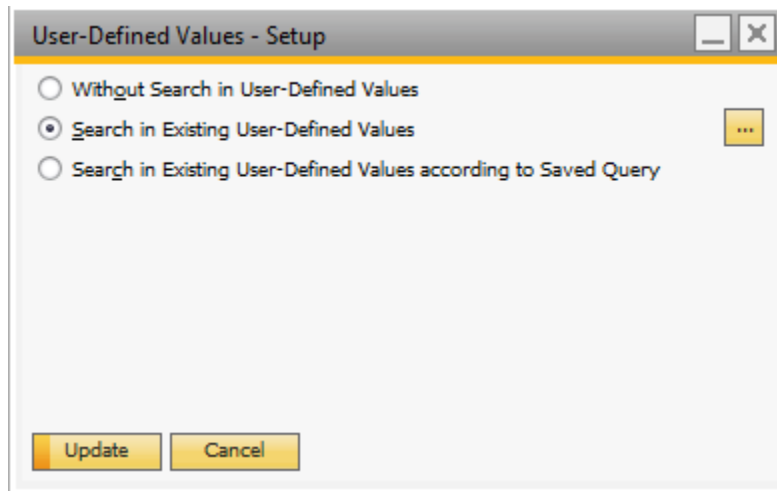 User-Defined Values - Setup
Without Search in User-Defined Values
Search in Existing User-Defined Values
...
Search in Existing User-Defined Values according to Saved Query
Update Cancel